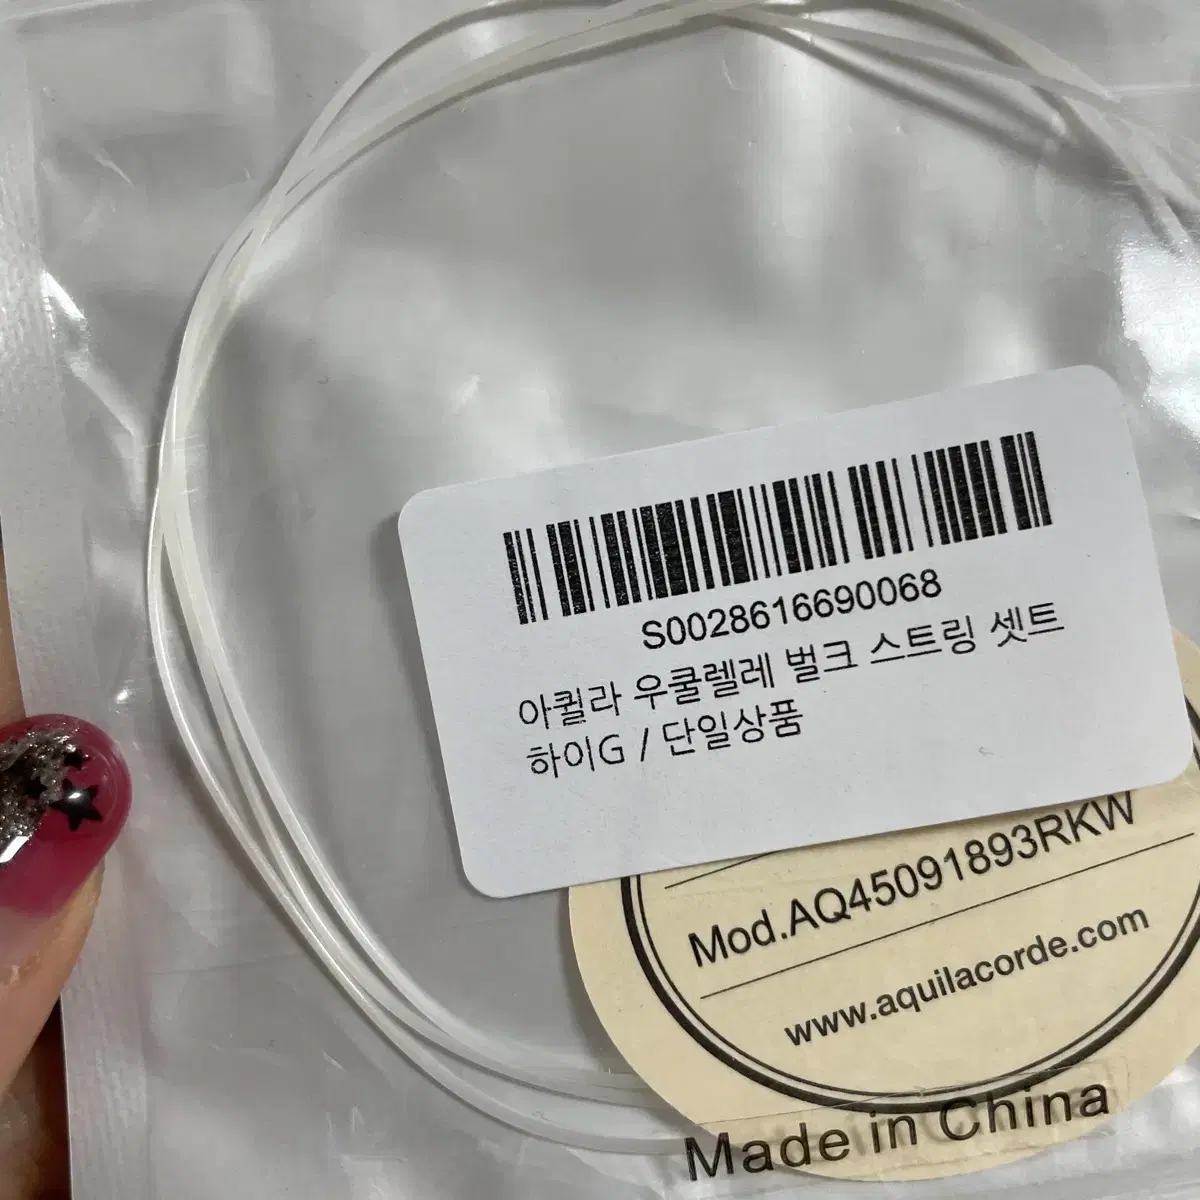 S0028616690068
아퀼라 우쿨렐레 벌크 스트링 셋트
하이G / 단일상품
Mod.AQ45091893RKW
www.aquilacorde.com
Made in China